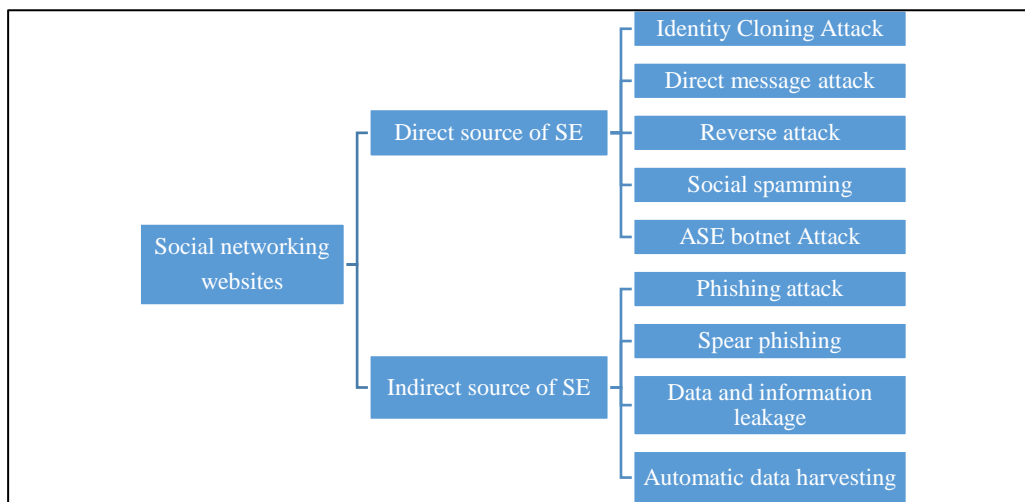 Social networking
websites
Direct source of SE
Identity Cloning Attack
Direct message attack
Reverse attack
Social spamming
ASE botnet Attack
Indirect source of SE
Phishing attack
Spear phishing
Data and information
leakage
Automatic data harvesting